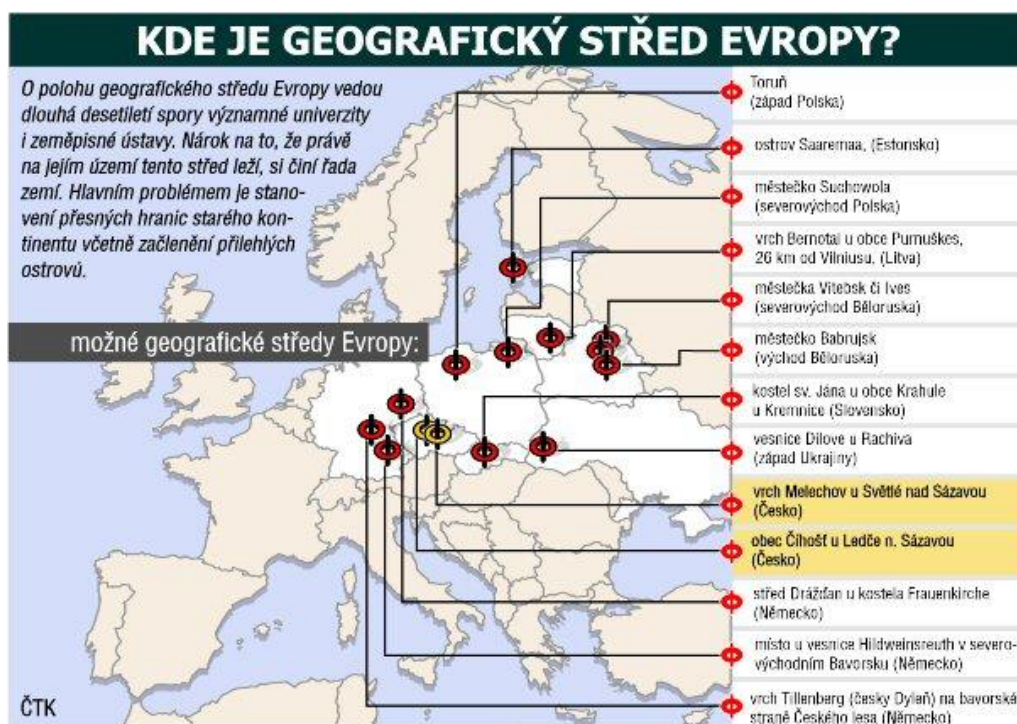 KDE JE GEOGRAFICKÝ STŘED EVROPY?
O polohu geografického středu Evropy vedou
dlouhá desetiletí spory významné univerzity
i zeměpisné ústavy. Nárok na to, že právě
na jejím území tento střed leží, si činí řada
zemí. Hlavním problémem je stano-
vení přesných hranic starého kon-
tinentu včetně začlenění přilehlých
ostrovů.
možné geografické středy Evropy:
Toruň
(západ Polska)
ostrov Saaremaa, (Estonsko)
městečko Suchowola
(severovýchod Polska)
vrch Bernotai u obce Purnuškes,
26 km od Vilniusu, (Litva)
městečka Vitebsk či Ives
(severovýchod Běloruska)
městečko Babrujsk
(východ Běloruska)
kostel sv. Jána u obce Krahule
u Kremnice (Slovensko)
vesnice Dilove u Rachiva
(západ Ukrajiny)
vrch Melechov u Světlé nad Sázavou
(Česko)
obec Číhošť u Ledče n. Sázavou
(Česko)
střed Drážďan u kostela Frauenkirche
(Německo)
místo u vesnice Hildweinsreuth v severo-
východním Bavorsku (Německo)
vrch Tillenberg (česky Dyleň) na bavorské
straně Českého lesa (Německo)
ČTK